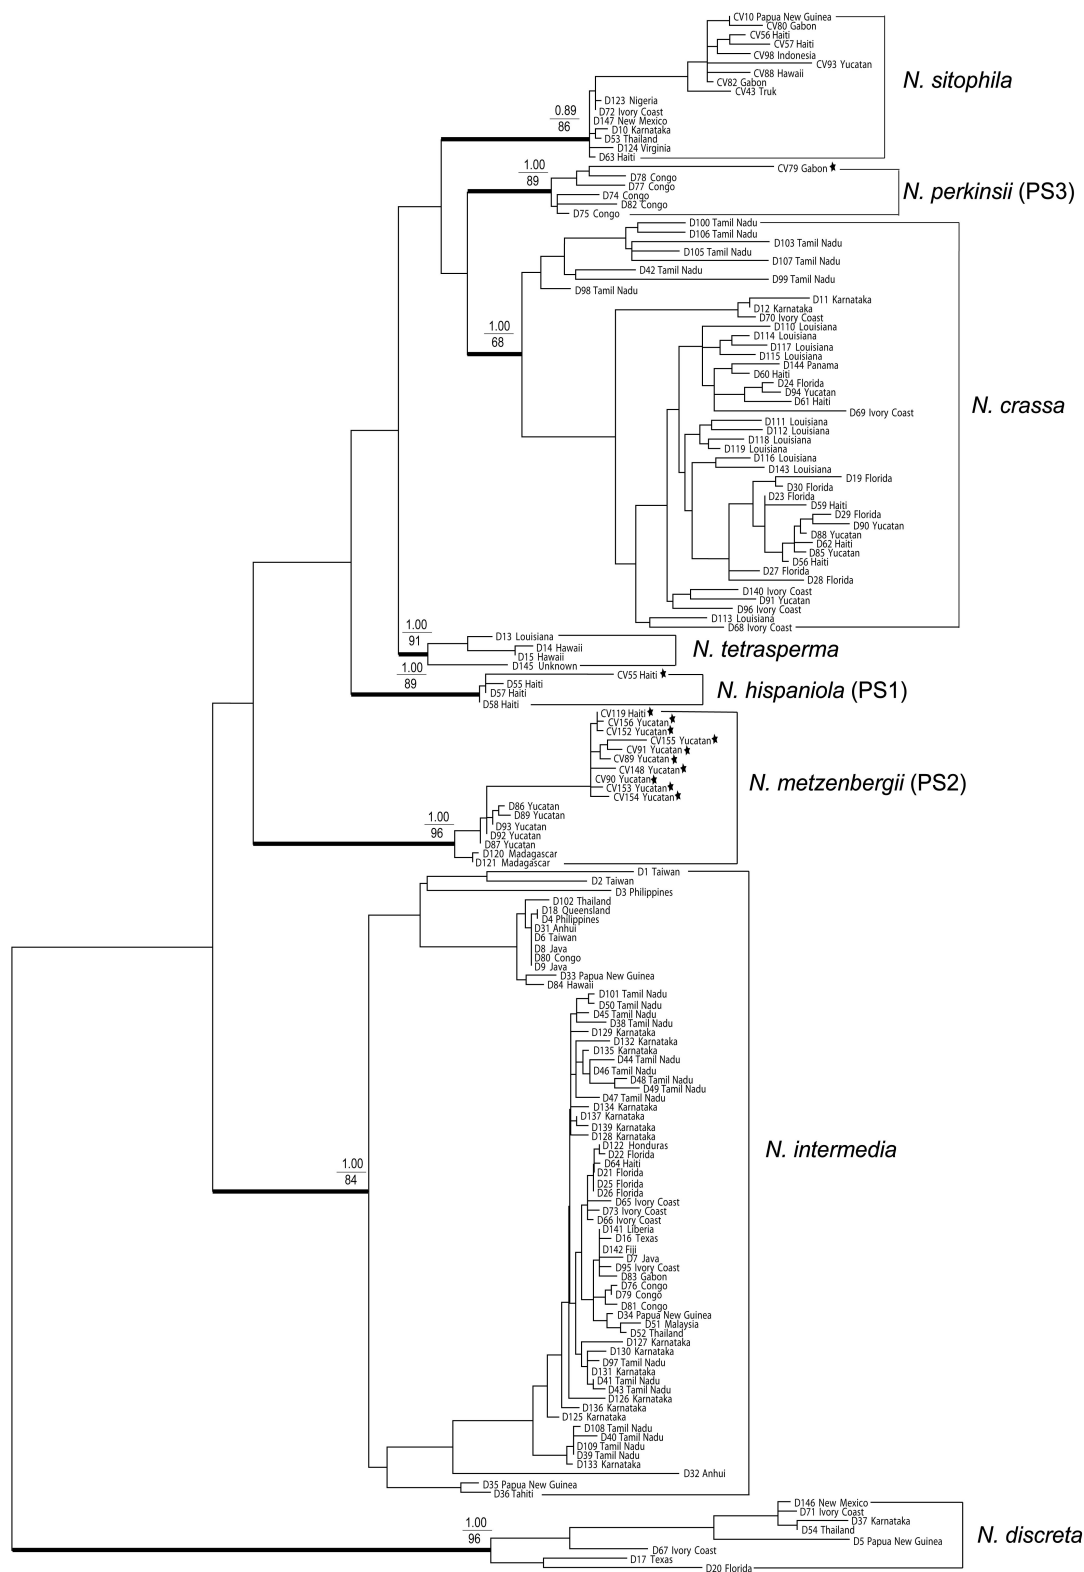 CV10 Papua New Guinea
CV80 Gabon
CV56 Haiti
CV57 Haiti
CV98 Indonesia
CV93 Yucatan
CV88 Hawaii
CV82 Gabon
CV43 Truk
N. sitophila
D123 Nigeria
D72 Ivory Coast
D147 New Mexico
D10 Karnataka
D53 Thailand
D124 Virginia
D63 Haiti
0.89
86
CV79 Gabon
D78 Congo
D77 Congo
D74 Congo
D82 Congo
D75 Congo
1.00
89
N. perkinsii (PS3)
D100 Tamil Nadu
D106 Tamil Nadu
D103 Tamil Nadu
D105 Tamil Nadu
D107 Tamil Nadu
D42 Tamil Nadu
D99 Tamil Nadu
D98 Tamil Nadu
D11 Karnataka
D12 Karnataka
D70 Ivory Coast
D110 Louisiana
D114 Louisiana
D117 Louisiana
D115 Louisiana
D144 Panama
D60 Haiti
D24 Florida
D94 Yucatan
D61 Haiti
D69 Ivory Coast
1.00
68
N. crassa
D111 Louisiana
D112 Louisiana
D118 Louisiana
D119 Louisiana
D116 Louisiana
D143 Louisiana
D19 Florida
D30 Florida
D23 Florida
D59 Haiti
D29 Florida
D90 Yucatan
D88 Yucatan
D62 Haiti
D85 Yucatan
D56 Haiti
D27 Florida
D28 Florida
D140 Ivory Coast
D91 Yucatan
D96 Ivory Coast
D113 Louisiana
D68 Ivory Coast
1.00
91
D13 Louisiana
D14 Hawaii
D15 Hawaii
D145 Unknown
N. tetrasperma
1.00
89
CV55 Haiti
D55 Haiti
D57 Haiti
D58 Haiti
N. hispaniola (PS1)
CV119 Haiti
CV156 Yucatan
CV152 Yucatan
CV155 Yucatan
CV91 Yucatan
CV89 Yucatan
CV148 Yucatan
CV90 Yucatan
CV153 Yucatan
CV154 Yucatan
N. metzenbergii (PS2)
D86 Yucatan
D89 Yucatan
D93 Yucatan
D92 Yucatan
D87 Yucatan
D120 Madagascar
D121 Madagascar
1.00
96
D1 Taiwan
D2 Taiwan
D3 Philippines
D102 Thailand
D18 Queensland
D4 Philippines
D31 Anhui
D6 Taiwan
D8 Java
D80 Congo
D9 Java
D33 Papua New Guinea
D84 Hawaii
D101 Tamil Nadu
D50 Tamil Nadu
D45 Tamil Nadu
D38 Tamil Nadu
D129 Karnataka
D132 Karnataka
D135 Karnataka
D44 Tamil Nadu
D46 Tamil Nadu
D48 Tamil Nadu
D49 Tamil Nadu
D47 Tamil Nadu
D134 Karnataka
D137 Karnataka
D139 Karnataka
D128 Karnataka
D122 Honduras
D22 Florida
D64 Haiti
D21 Florida
D25 Florida
D26 Florida
1.00
84
N. intermedia
D65 Ivory Coast
D73 Ivory Coast
D66 Ivory Coast
D141 Liberia
D16 Texas
D142 Fiji
D7 Java
D95 Ivory Coast
D83 Gabon
D76 Congo
D79 Congo
D81 Congo
D34 Papua New Guinea
D51 Malaysia
D52 Thailand
D127 Karnataka
D130 Karnataka
D97 Tamil Nadu
D131 Karnataka
D41 Tamil Nadu
D43 Tamil Nadu
D126 Karnataka
D136 Karnataka
D125 Karnataka
D108 Tamil Nadu
D40 Tamil Nadu
D109 Tamil Nadu
D39 Tamil Nadu
D133 Karnataka
D32 Anhui
D35 Papua New Guinea
D36 Tahiti
D146 New Mexico
D71 Ivory Coast
D37 Karnataka
D54 Thailand
D5 Papua New Guinea
D67 Ivory Coast
D17 Texas
D20 Florida
1.00
96
N. discreta